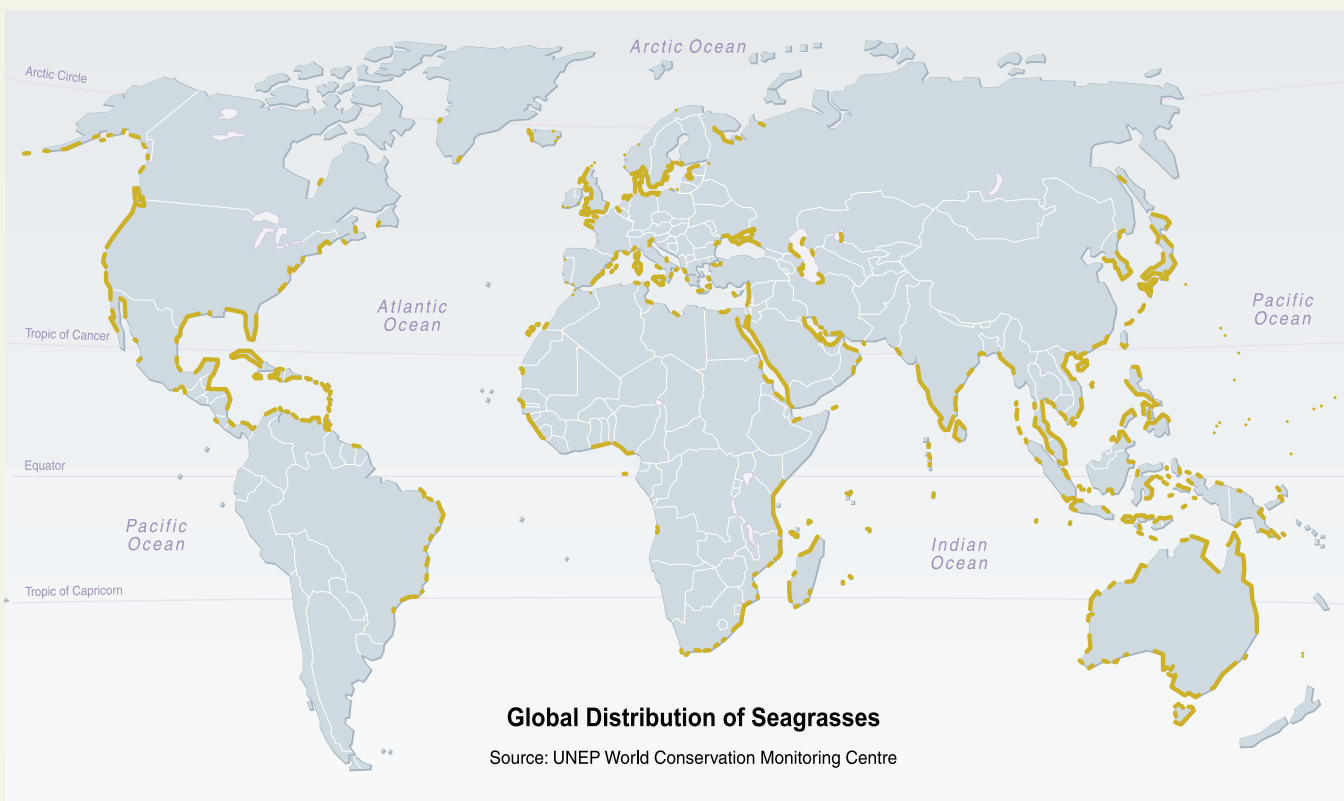 Arctic Ocean
Arctic Circle
Atlantic
Ocean
Pacific
Ocean
Tropic of Cancer
Equator
Pacific
Ocean
Indian
Ocean
Tropic of Capricorn
Global Distribution of Seagrasses
Source: UNEP World Conservation Monitoring Centre